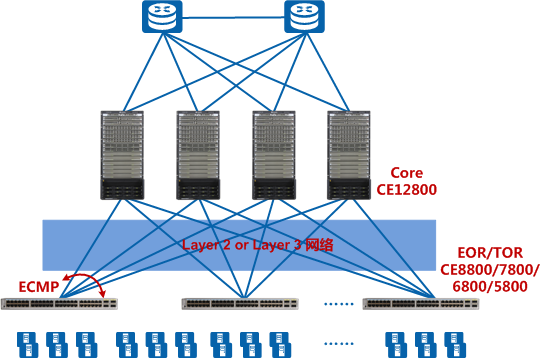 Core
CE12800
Layer 2 or Layer 3 网络
EOR/TOR
CE8800/7800/
6800/5800
ECMP
......
......